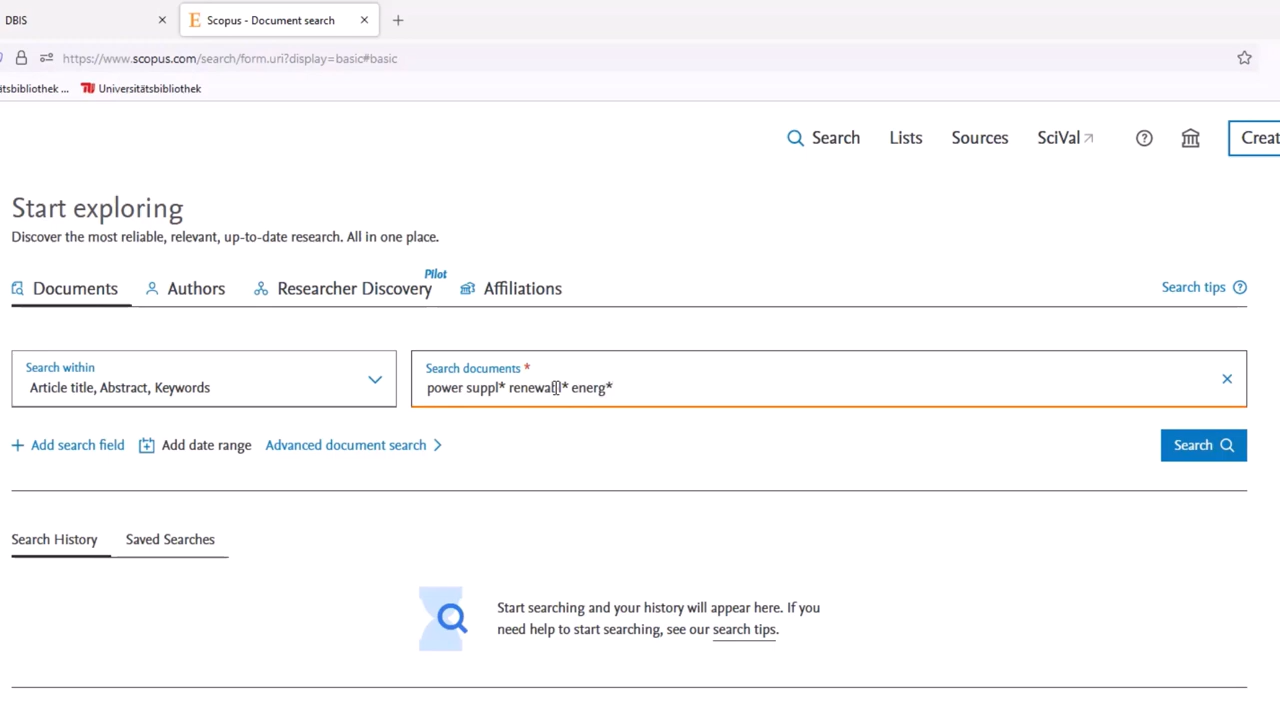 DBIS
Scopus - Document search
https://www.scopus.com/search/form.uri?display=basic#basic
itsbibliothek ... Universitätsbibliothek
Search Lists Sources SciVal Creat
Start exploring
Discover the most reliable, relevant, up-to-date research. All in one place.
Documents Authors Researcher Discovery Pilot Affiliations Search tips
Search within
Article title, Abstract, Keywords
Search documents *
power suppl* energ*
Add search field Add date range Advanced document search Search
Search History Saved Searches
Start searching and your history will appear here. If you
need help to start searching, see our search tips.